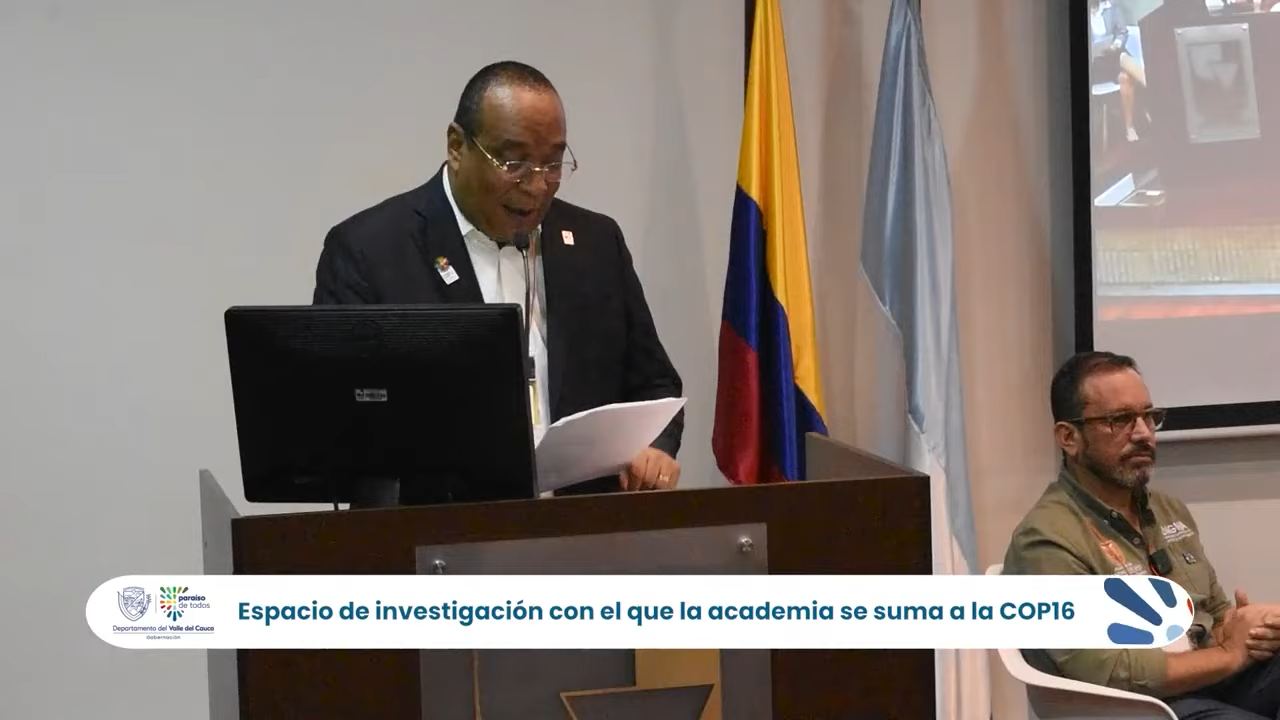 paraíso
de todos
Departamento del Valle del Cauca
Gobernación
Espacio de investigación con el que la academia se suma a la COP16